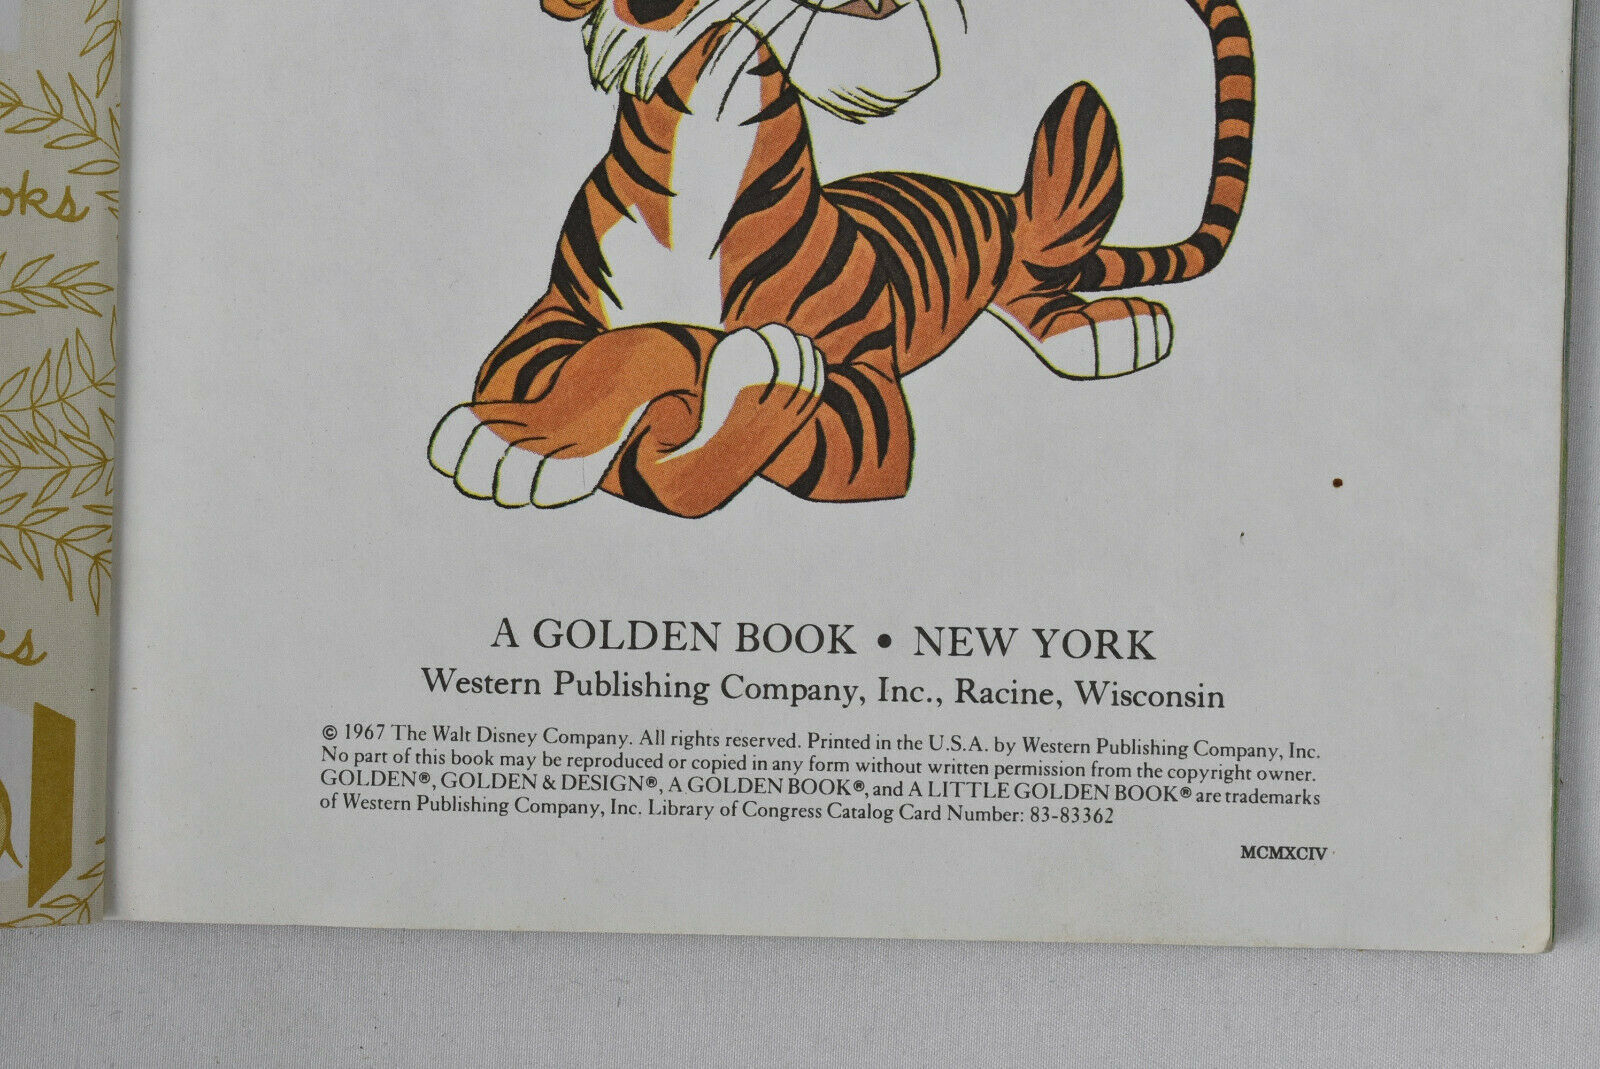 oks
es
A GOLDEN BOOK • NEW YORK
Western Publishing Company, Inc., Racine, Wisconsin
© 1967 The Walt Disney Company. All rights reserved. Printed in the U.S.A. by Western Publishing Company, Inc.
No part of this book may be reproduced or copied in any form without written permission from the copyright owner.
GOLDEN®, GOLDEN & DESIGN®, A GOLDEN BOOK®, and A LITTLE GOLDEN BOOK® are trademarks
of Western Publishing Company, Inc. Library of Congress Catalog Card Number: 83-83362
MCMXCIV